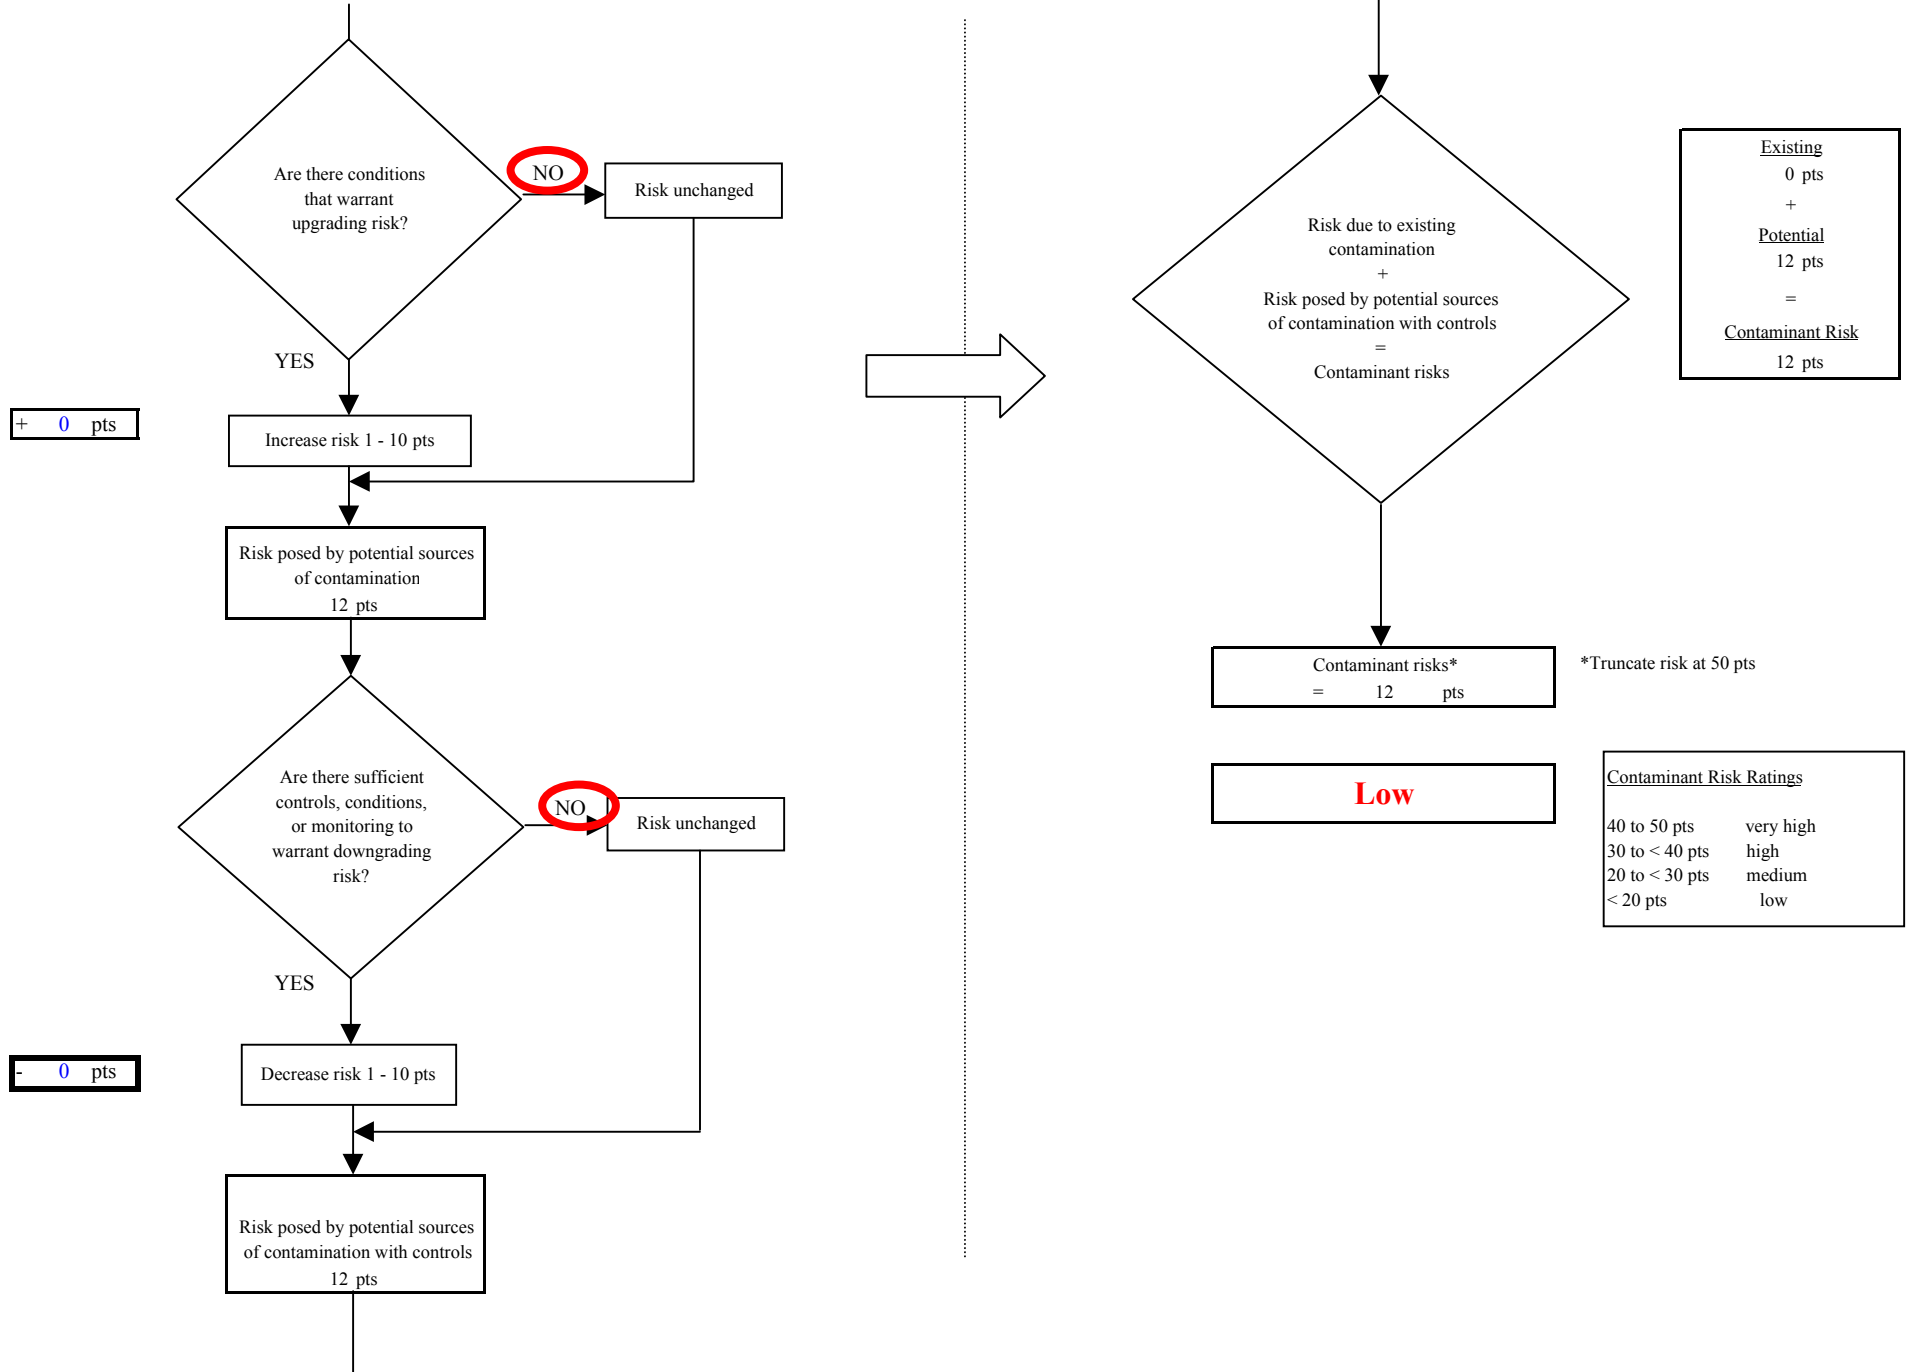 Are there conditions
that warrant
upgrading risk?
NO
Risk unchanged
YES
+ 0 pts
Increase risk 1 - 10 pts
Risk posed by potential sources
of contamination
12 pts
Are there sufficient
controls, conditions,
or monitoring to
warrant downgrading
risk?
NO
Risk unchanged
YES
- 0 pts
Decrease risk 1 - 10 pts
Risk posed by potential sources
of contamination with controls
12 pts
Risk due to existing
contamination
+
Risk posed by potential sources
of contamination with controls
=
Contaminant risks
Existing
0 pts
+
Potential
12 pts
=
Contaminant Risk
12 pts
Contaminant risks*
= 12 pts
*Truncate risk at 50 pts
Low
Contaminant Risk Ratings
40 to 50 pts very high
30 to < 40 pts high
20 to < 30 pts medium
< 20 pts low